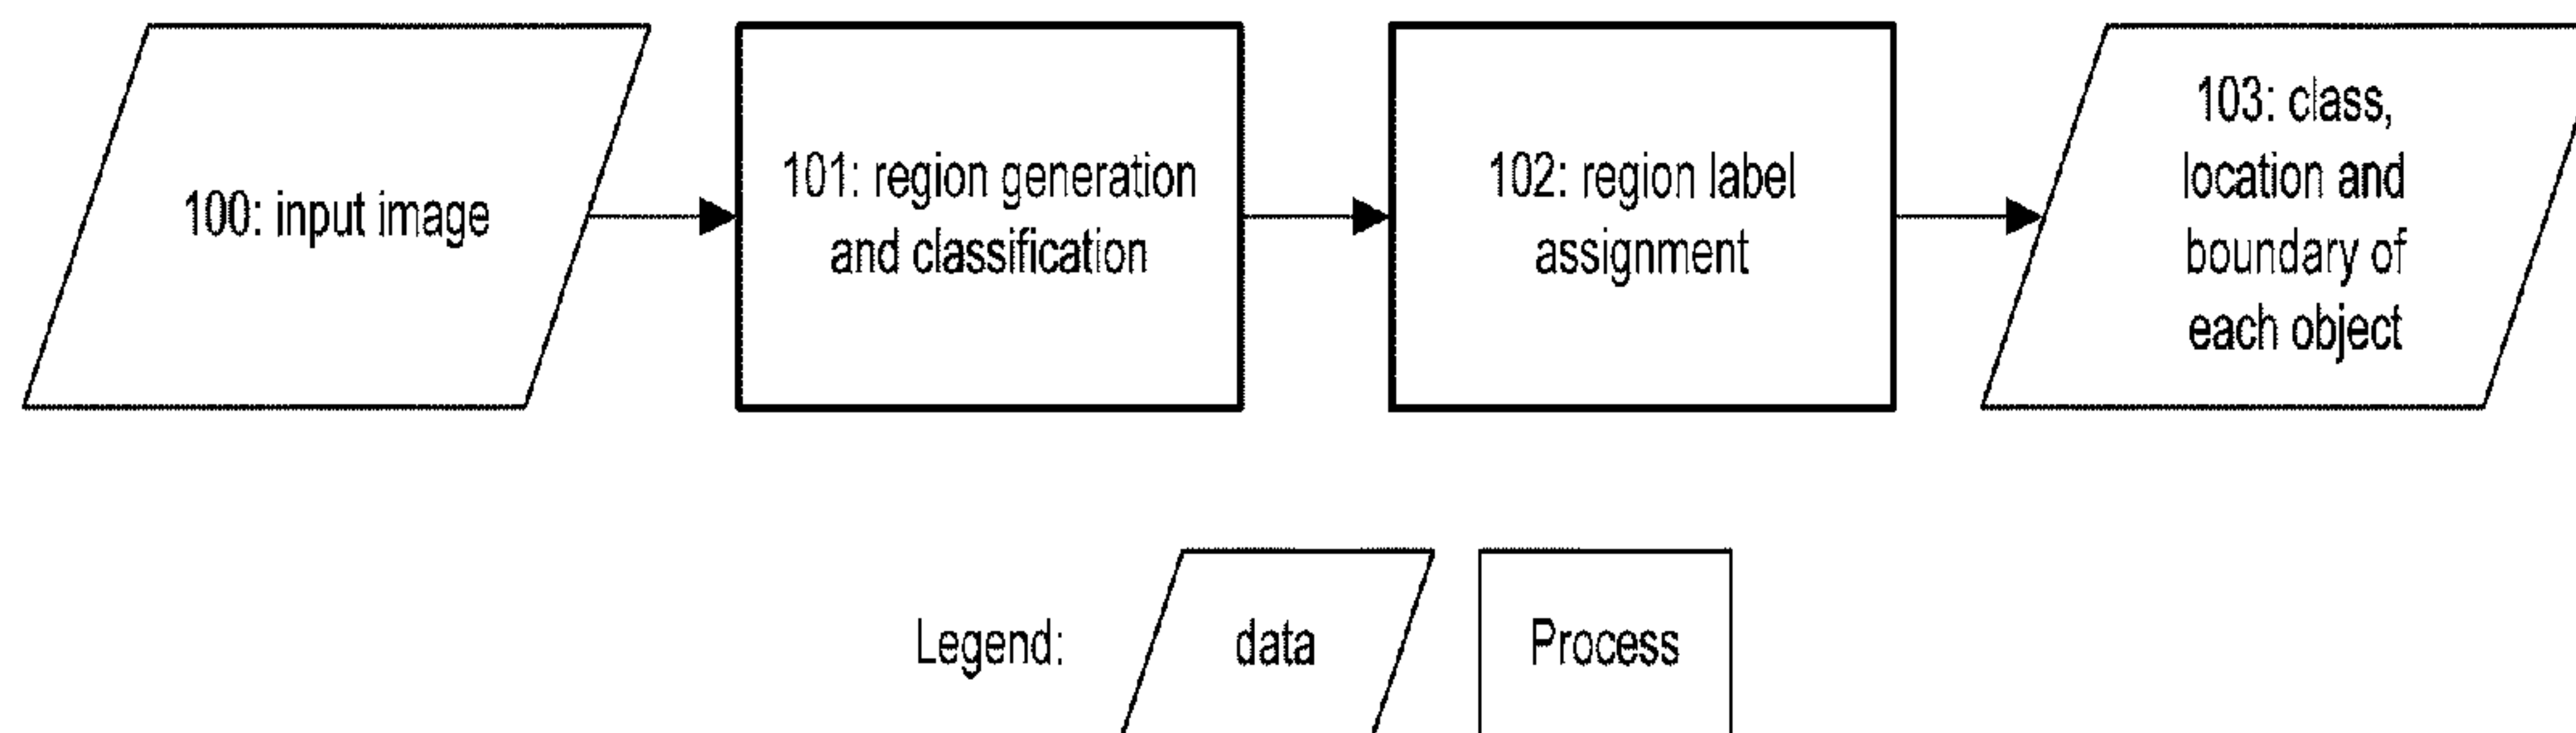 100: input image
101: region generation
and classification
102: region label
assignment
103: class,
location and
boundary of
each object
Legend:
data
Process